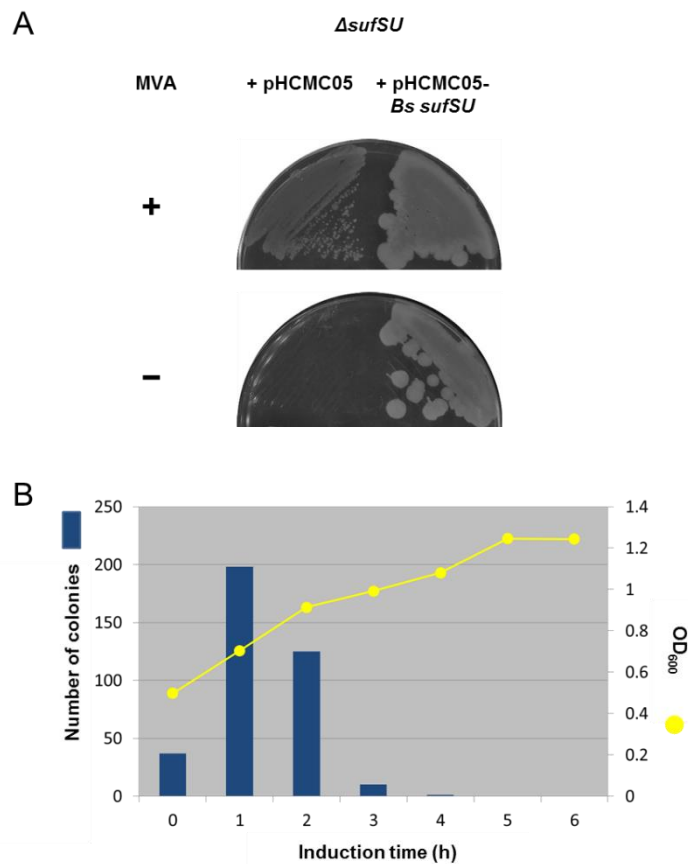 A
ΔsufSU
MVA
+ pHCMC05
+ pHCMC05-
Bs sufSU
+
−
B
250
200
150
100
50
0
Number of colonies
1.4
1.2
1
0.8
0.6
0.4
0.2
0
OD600
0 1 2 3 4 5 6
Induction time (h)